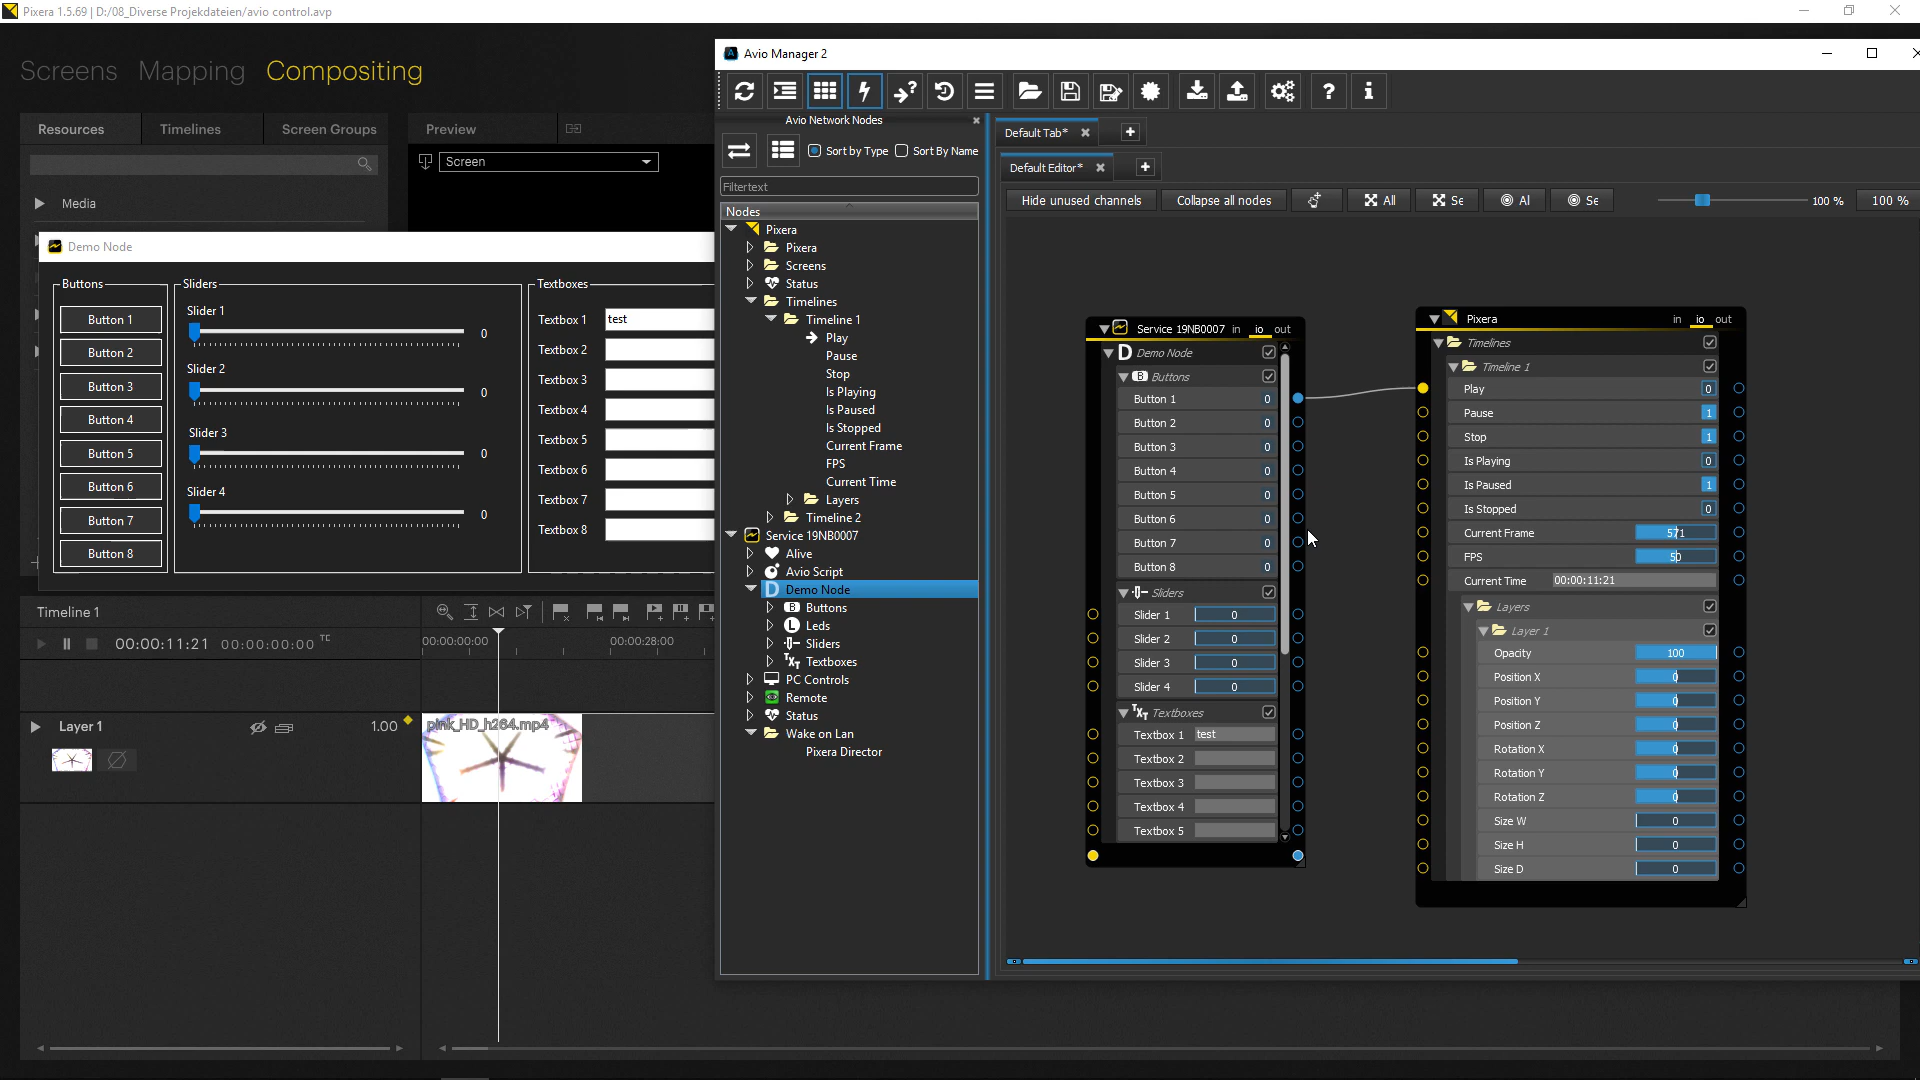 Pixera 1.5.69 | D:/08_Diverse Projekdateien/avio control.avp
Screens Mapping Compositing
Resources Timelines Screen Groups
Media
Preview
Screen
Demo Node
Buttons
Button 1
Button 2
Button 3
Button 4
Button 5
Button 6
Button 7
Button 8
Sliders
Slider 1
0
Slider 2
0
Slider 3
0
Slider 4
0
Textboxes
Textbox 1 test
Textbox 2
Textbox 3
Textbox 4
Textbox 5
Textbox 6
Textbox 7
Textbox 8
Timeline 1
00:00:11:21 00:00:00:00 TC
00:00:00:00 00:00:28:00
Layer 1 1.00
pink_HD_h264.mp4
Avio Manager 2
Avio Network Nodes
Sort by Type Sort By Name
Filtertext
Nodes
Pixera
Pixera
Screens
Status
Timelines
Timeline 1
Play
Pause
Stop
Is Playing
Is Paused
Is Stopped
Current Frame
FPS
Current Time
Layers
Timeline 2
Service 19NB0007
Alive
Avio Script
D Demo Node
B Buttons
L Leds
Sliders
TxT Textboxes
PC Controls
Remote
Status
Wake on Lan
Pixera Director
Default Tab*
Default Editor*
Hide unused channels Collapse all nodes All Se Al Se 100 % 100 %
Service 19NB0007 in io out
D Demo Node
B Buttons
Button 1 0
Button 2 0
Button 3 0
Button 4 0
Button 5 0
Button 6 0
Button 7 0
Button 8 0
Sliders
Slider 1 0
Slider 2 0
Slider 3 0
Slider 4 0
TxT Textboxes
Textbox 1 test
Textbox 2
Textbox 3
Textbox 4
Textbox 5
Pixera in io out
Timelines
Timeline 1
Play 0
Pause 1
Stop 1
Is Playing 0
Is Paused 1
Is Stopped 0
Current Frame 571
FPS 50
Current Time 00:00:11:21
Layers
Layer 1
Opacity 100
Position X 0
Position Y 0
Position Z 0
Rotation X 0
Rotation Y 0
Rotation Z 0
Size W 0
Size H 0
Size D 0